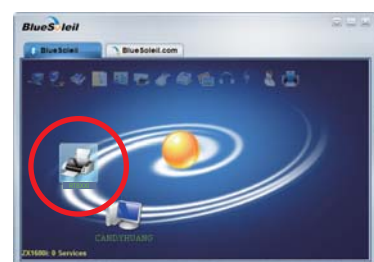 BlueSoleil
BlueSoleil
BlueSoleil.com
CANDYHUANG
ZX1680i: 0 Services